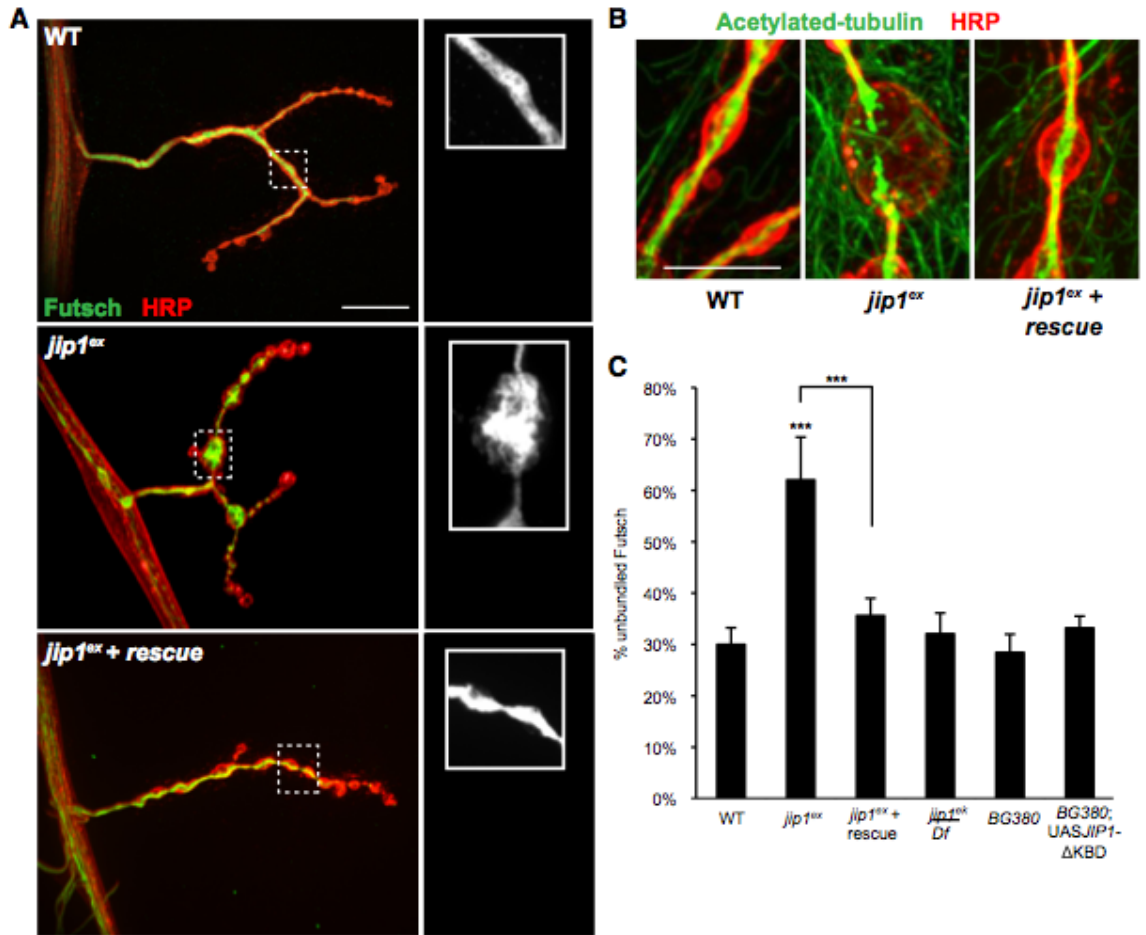 A
WT
Futsch HRP
jip1ᵉˣ
jip1ᵉˣ + rescue
B
Acetylated-tubulin HRP
WT
jip1ᵉˣ
jip1ᵉˣ +
rescue
C
80%
70%
60%
50%
40%
30%
20%
10%
0%
% unbundled Futsch
***
***
WT
jip1ᵉˣ
jip1ᵉˣ +
rescue
jip1ᵉᵏ
Df
BG380
BG380;
UASJIP1-
ΔKBD